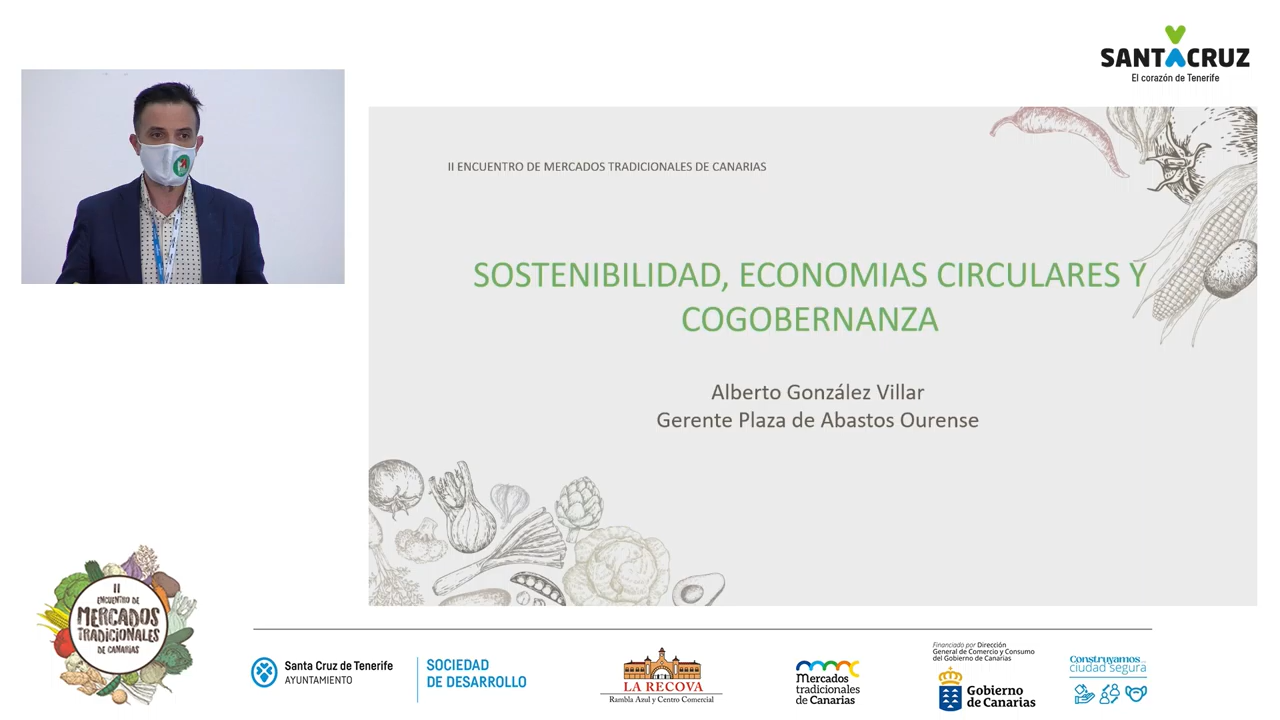 SANTACRUZ
El corazón de Tenerife
II ENCUENTRO DE MERCADOS TRADICIONALES DE CANARIAS
SOSTENIBILIDAD, ECONOMIAS CIRCULARES Y
COGOBERNANZA
Alberto González Villar
Gerente Plaza de Abastos Ourense
II
ENCUENTRO DE
MERCADOS
TRADICIONALES
DE CANARIAS
Santa Cruz de Tenerife
AYUNTAMIENTO
SOCIEDAD
DE DESARROLLO
LA RECOVA
Rambla Azul y Centro Comercial
mercados
tradicionales
de Canarias
Financiado por Dirección
General de Comercio y Consumo
del Gobierno de Canarias
Gobierno
de Canarias
Construyamos...
ciudad segura